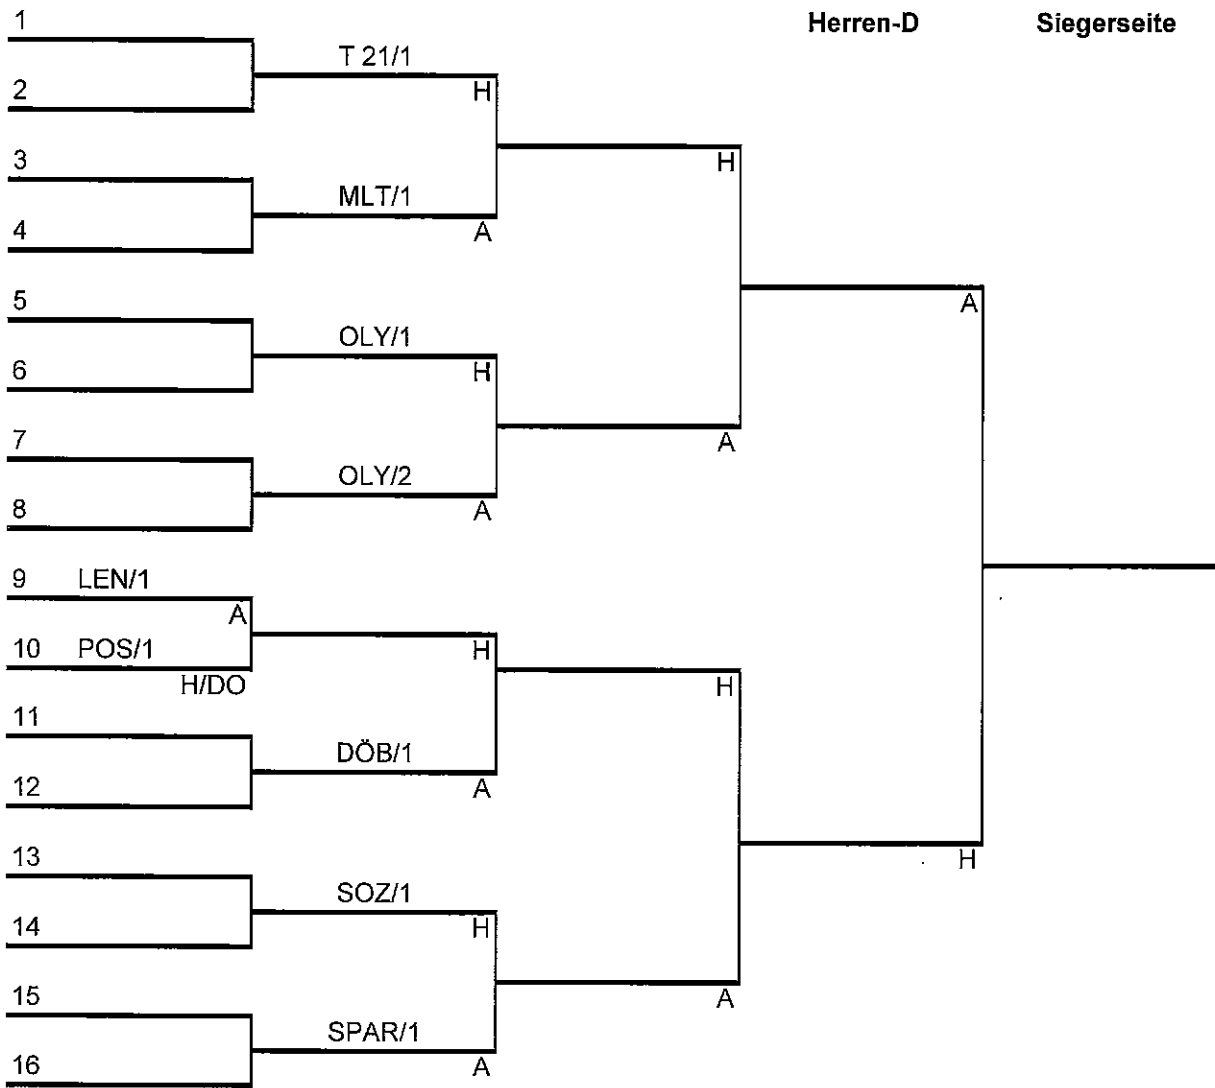 1 Herren-D Siegerseite
T 21/1
2 H
3 H
MLT/1
4 A
5 A
OLY/1
6 H
7 A
OLY/2
8 A
9 LEN/1
A
10 POS/1 H
H/DO H
11
DÖB/1
12 A
13 H
SOZ/1
14 H
15 A
SPAR/1
16 A